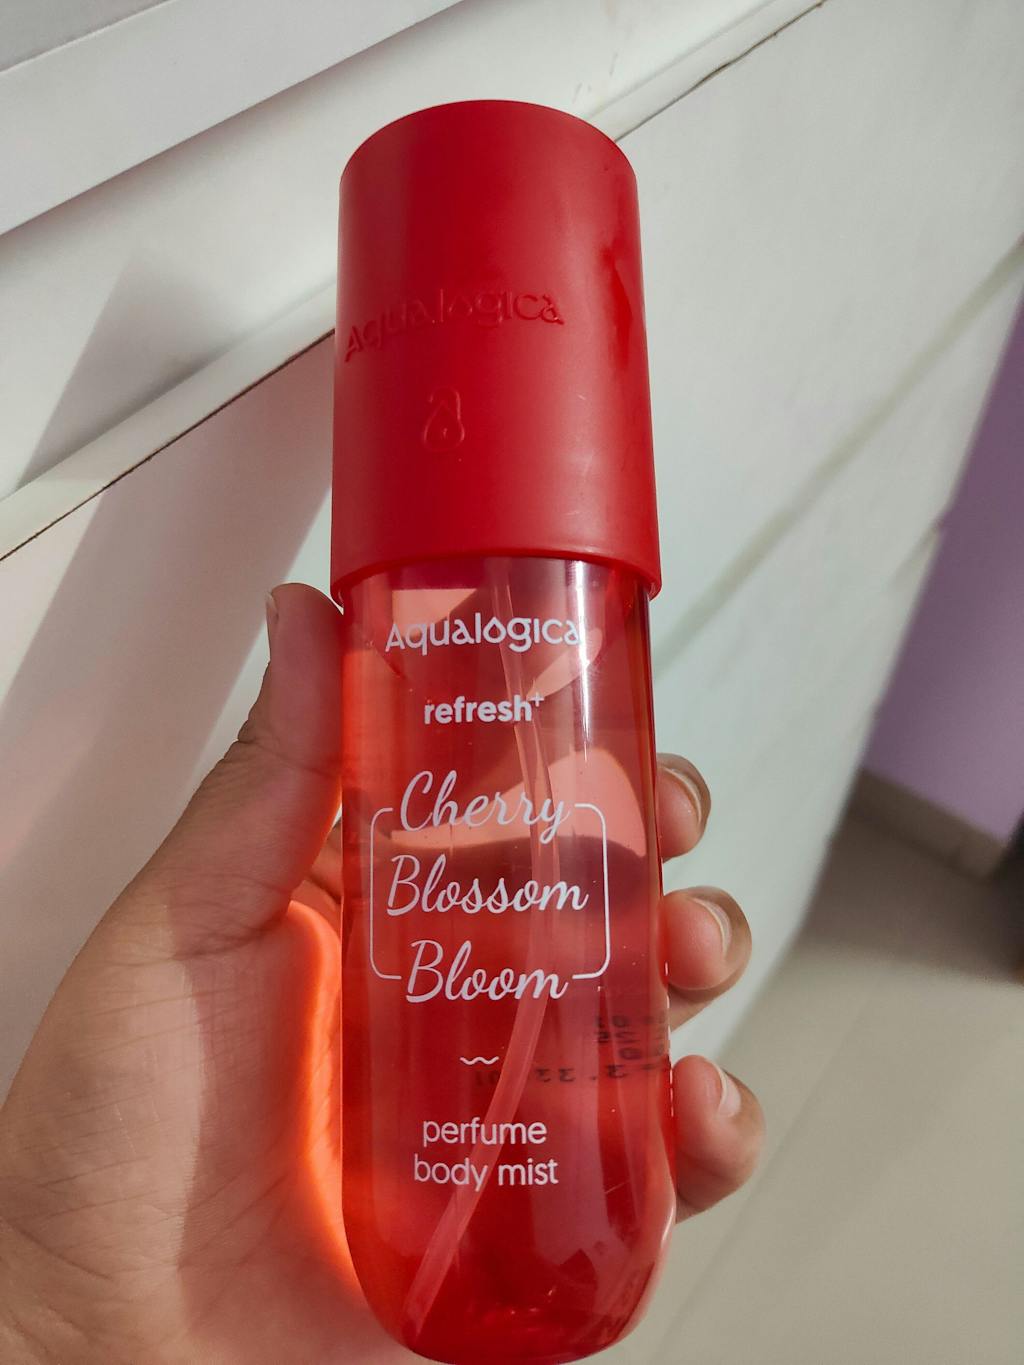 Aqualogica
Aqualogica
refresh+
Cherry
Blossom
Bloom
perfume
body mist